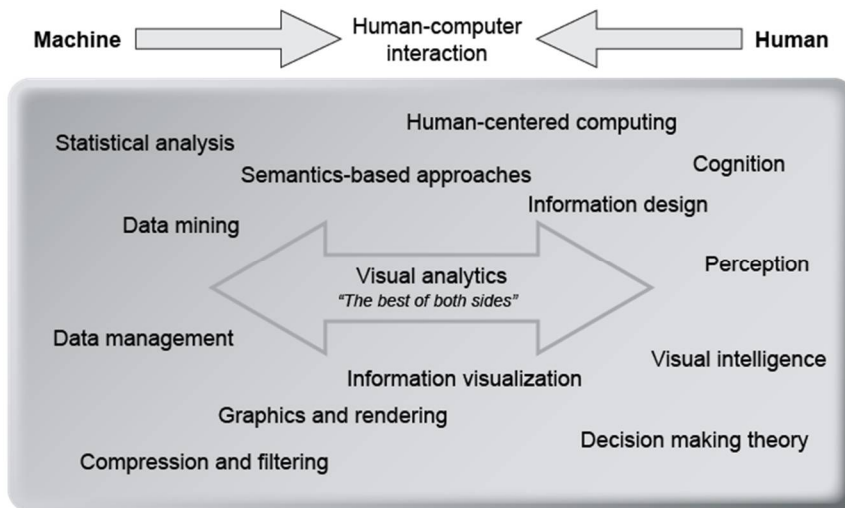 Machine
Human-computer
interaction
Human
Human-centered computing
Statistical analysis
Cognition
Semantics-based approaches
Information design
Data mining
Perception
Visual analytics
“The best of both sides”
Data management
Visual intelligence
Information visualization
Graphics and rendering
Decision making theory
Compression and filtering